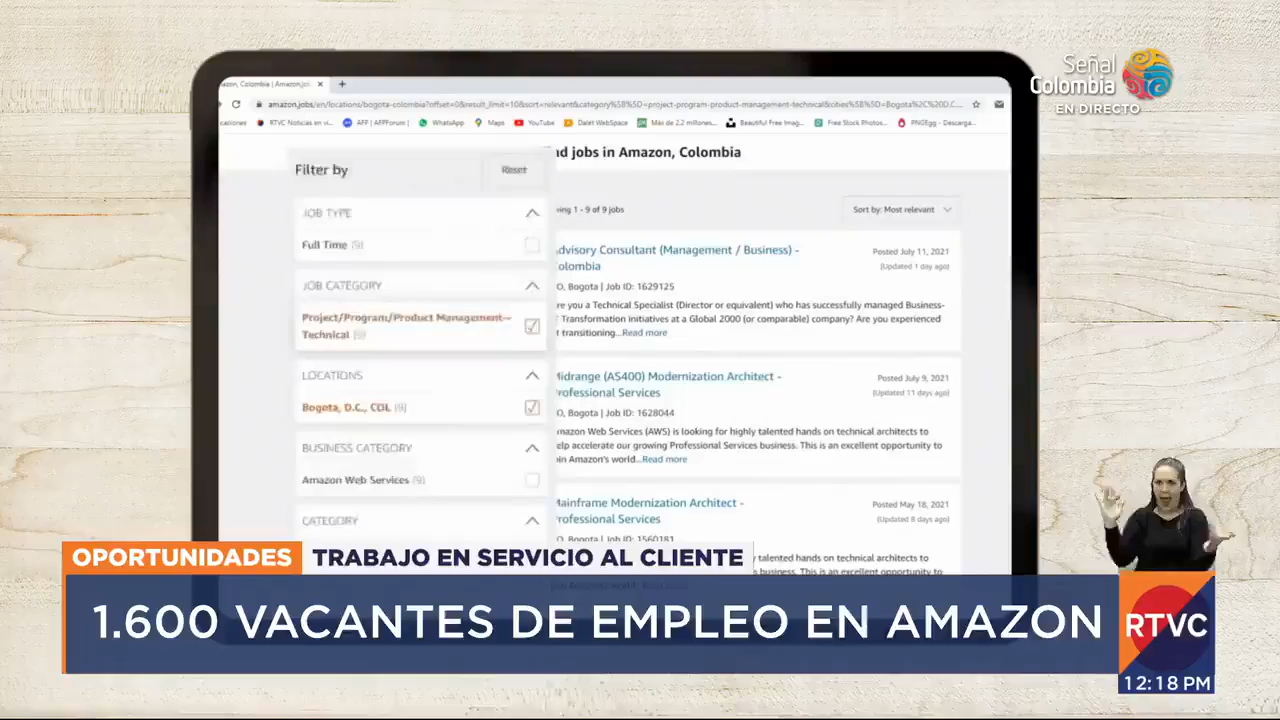 Señal
Colombia
EN DIRECTO
azon, Colombia | Amazon.jol
amazon.jobs/en/locations/bogota-colombia?offset=0&result_limit=10&sort=relevant&category%5B%5D=project-program-product-management-technical&cities%5B%5D=Bogota%2C%20D.C...
caciones RTVC Noticias en vi... AFP | AFPForum | WhatsApp Maps YouTube Dalet WebSpace Más de 2,2 millones... Beautiful Free Imag... Free Stock Photos... PNGEgg - Descarga...
nd jobs in Amazon, Colombia
Filter by
Reset
ving 1 - 9 of 9 jobs
Sort by: Most relevant
JOB TYPE
Full Time (9)
JOB CATEGORY
Project/Program/Product Management—
Technical (9)
LOCATIONS
Bogota, D.C., COL (9)
BUSINESS CATEGORY
Amazon Web Services (9)
CATEGORY
dvisory Consultant (Management / Business) -
olombia
Posted July 11, 2021
(Updated 1 day ago)
O, Bogota | Job ID: 1629125
re you a Technical Specialist (Director or equivalent) who has successfully managed Business-
Transformation initiatives at a Global 2000 (or comparable) company? Are you experienced
t transitioning...Read more
idrange (AS400) Modernization Architect -
rofessional Services
Posted July 9, 2021
(Updated 11 days ago)
O, Bogota | Job ID: 1628044
mazon Web Services (AWS) is looking for highly talented hands on technical architects to
elp accelerate our growing Professional Services business. This is an excellent opportunity to
in Amazon's world...Read more
ainframe Modernization Architect -
rofessional Services
Posted May 18, 2021
(Updated 8 days ago)
O, Bogota | Job ID: 1560181
talented hands on technical architects to
business. This is an excellent opportunity to
OPORTUNIDADES
TRABAJO EN SERVICIO AL CLIENTE
1.600 VACANTES DE EMPLEO EN AMAZON
RTVC
12:18 PM